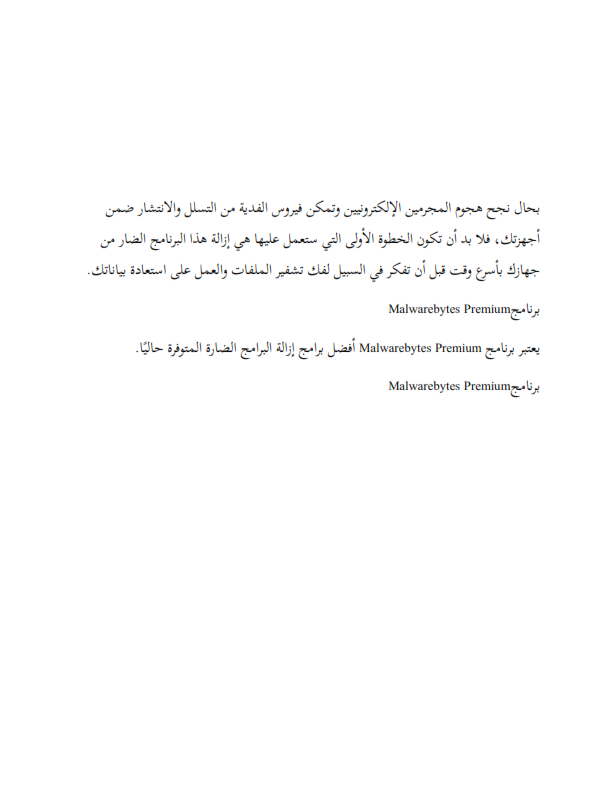 بحال نجح هجوم المجرمين الإلكترونيين وتمكن فيروس الفدية من التسلل والانتشار ضمن
أجهزتك، فلا بد أن تكون الخطوة الأولى التي ستعمل عليها هي إزالة هذا البرنامج الضار من
جهازك بأسرع وقت قبل أن تفكر في السبيل لفك تشفير الملفات والعمل على استعادة بياناتك.
برنامجMalwarebytes Premium
يعتبر برنامج Malwarebytes Premium أفضل برامج إزالة البرامج الضارة المتوفرة حاليًا.
برنامجMalwarebytes Premium